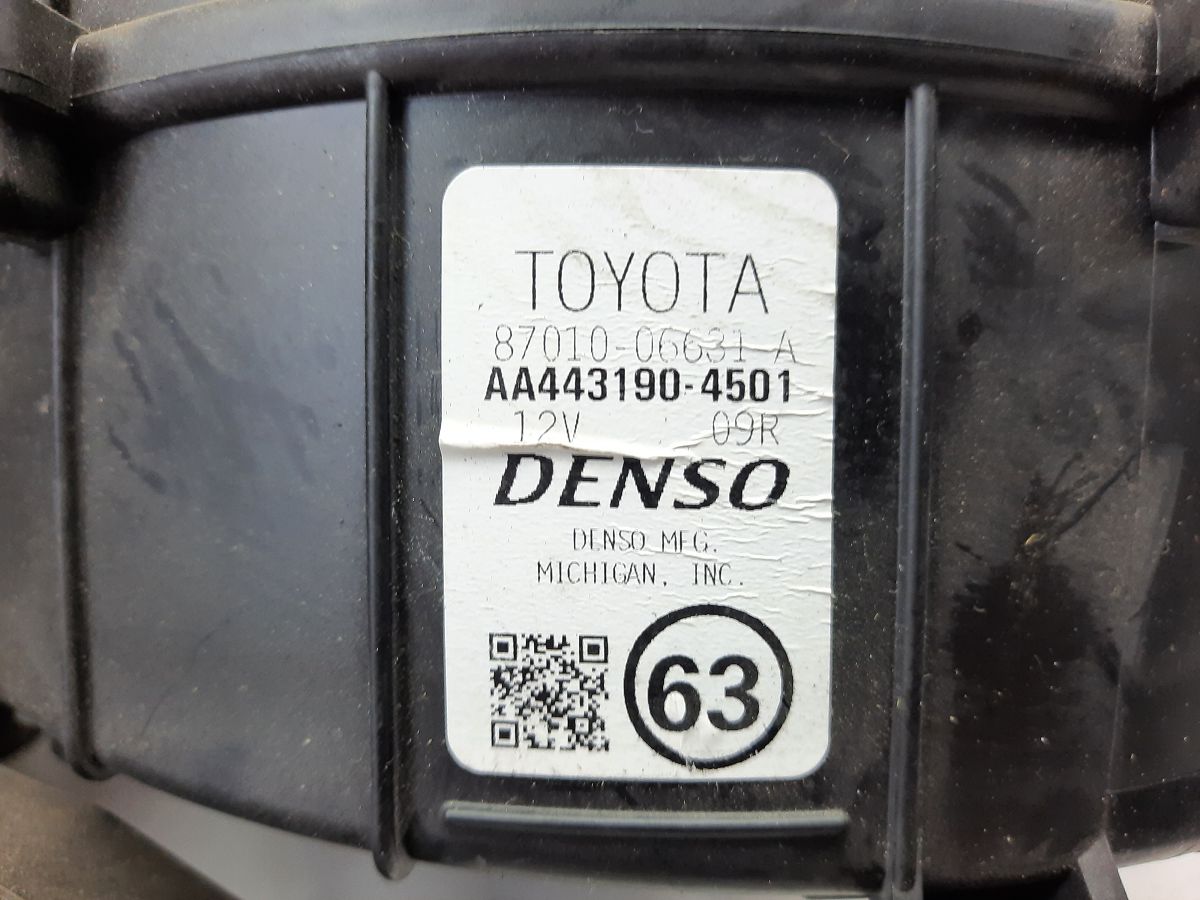 TOYOTA
87010-06631 A
AA443190-4501
12V 09R
DENSO
DENSO MFG.
MICHIGAN, INC.
63